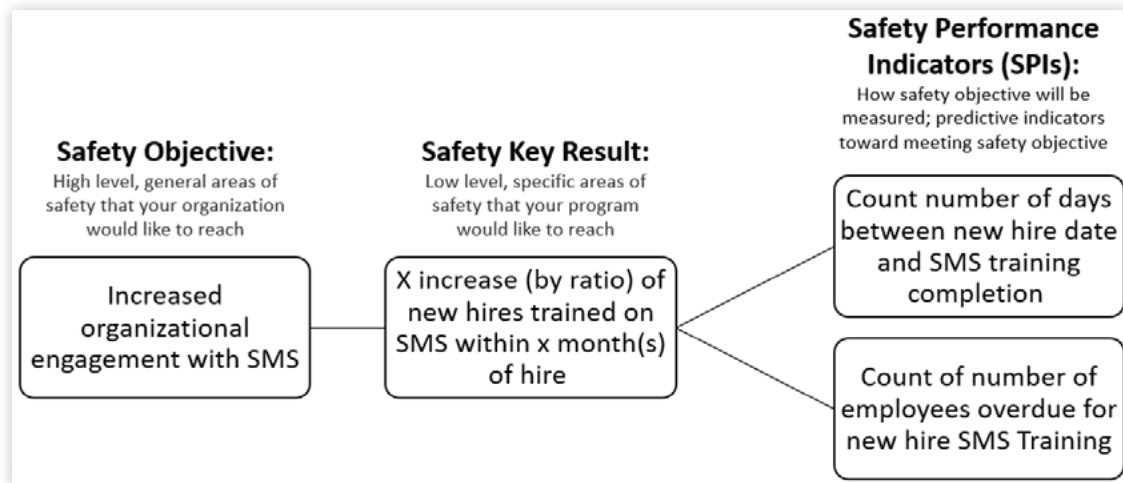 Safety Objective:
High level, general areas of
safety that your organization
would like to reach
Increased
organizational
engagement with SMS
Safety Key Result:
Low level, specific areas of
safety that your program
would like to reach
X increase (by ratio) of
new hires trained on
SMS within x month(s)
of hire
Safety Performance
Indicators (SPIs):
How safety objective will be
measured; predictive indicators
toward meeting safety objective
Count number of days
between new hire date
and SMS training
completion
Count of number of
employees overdue for
new hire SMS Training